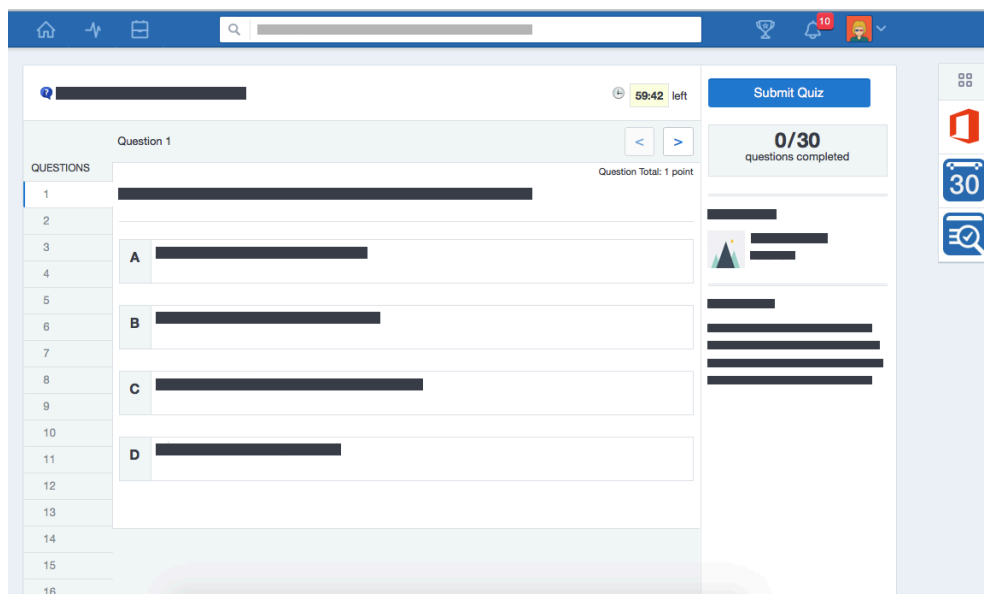 10
59:42 left
Submit Quiz
Question 1
<
>
0/30
questions completed
QUESTIONS
Question Total: 1 point
30
1
2
3
A
4
5
6
B
7
8
C
9
10
11
D
12
13
14
15
16